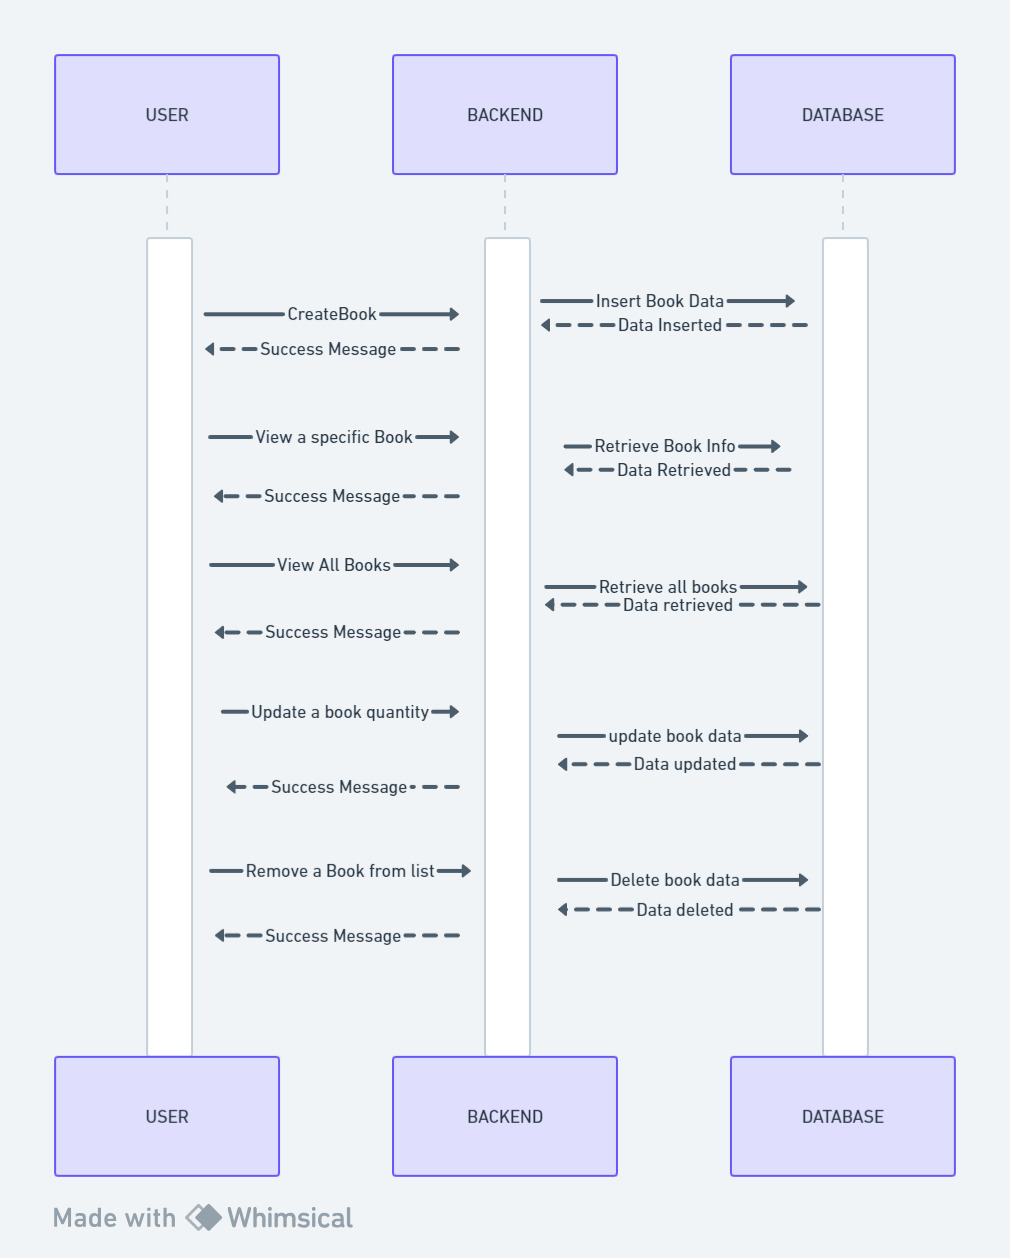 USER
BACKEND
DATABASE
Insert Book Data
CreateBook
Data Inserted
Success Message
View a specific Book
Retrieve Book Info
Data Retrieved
Success Message
View All Books
Retrieve all books
Data retrieved
Success Message
Update a book quantity
update book data
Data updated
Success Message
Remove a Book from list
Delete book data
Data deleted
Success Message
USER
BACKEND
DATABASE
Made with Whimsical